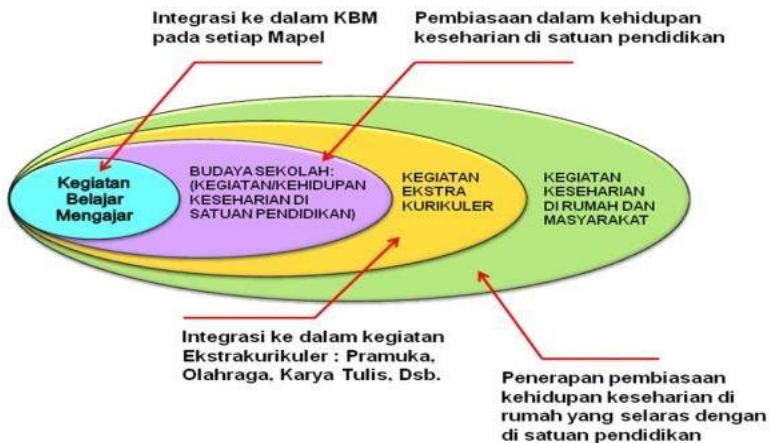 Integrasi ke dalam KBM
pada setiap Mapel
Pembiasaan dalam kehidupan
keseharian di satuan pendidikan
Kegiatan
Belajar
Mengajar
BUDAYA SEKOLAH:
(KEGIATAN/KEHIDUPAN
KESEHARIAN DI
SATUAN PENDIDIKAN)
KEGIATAN
EKSTRA
KURIKULER
KEGIATAN
KESEHARIAN
DI RUMAH DAN
MASYARAKAT
Integrasi ke dalam kegiatan
Ekstrakurikuler : Pramuka,
Olahraga, Karya Tulis, Dsb.
Penerapan pembiasaan
kehidupan keseharian di
rumah yang selaras dengan
di satuan pendidikan